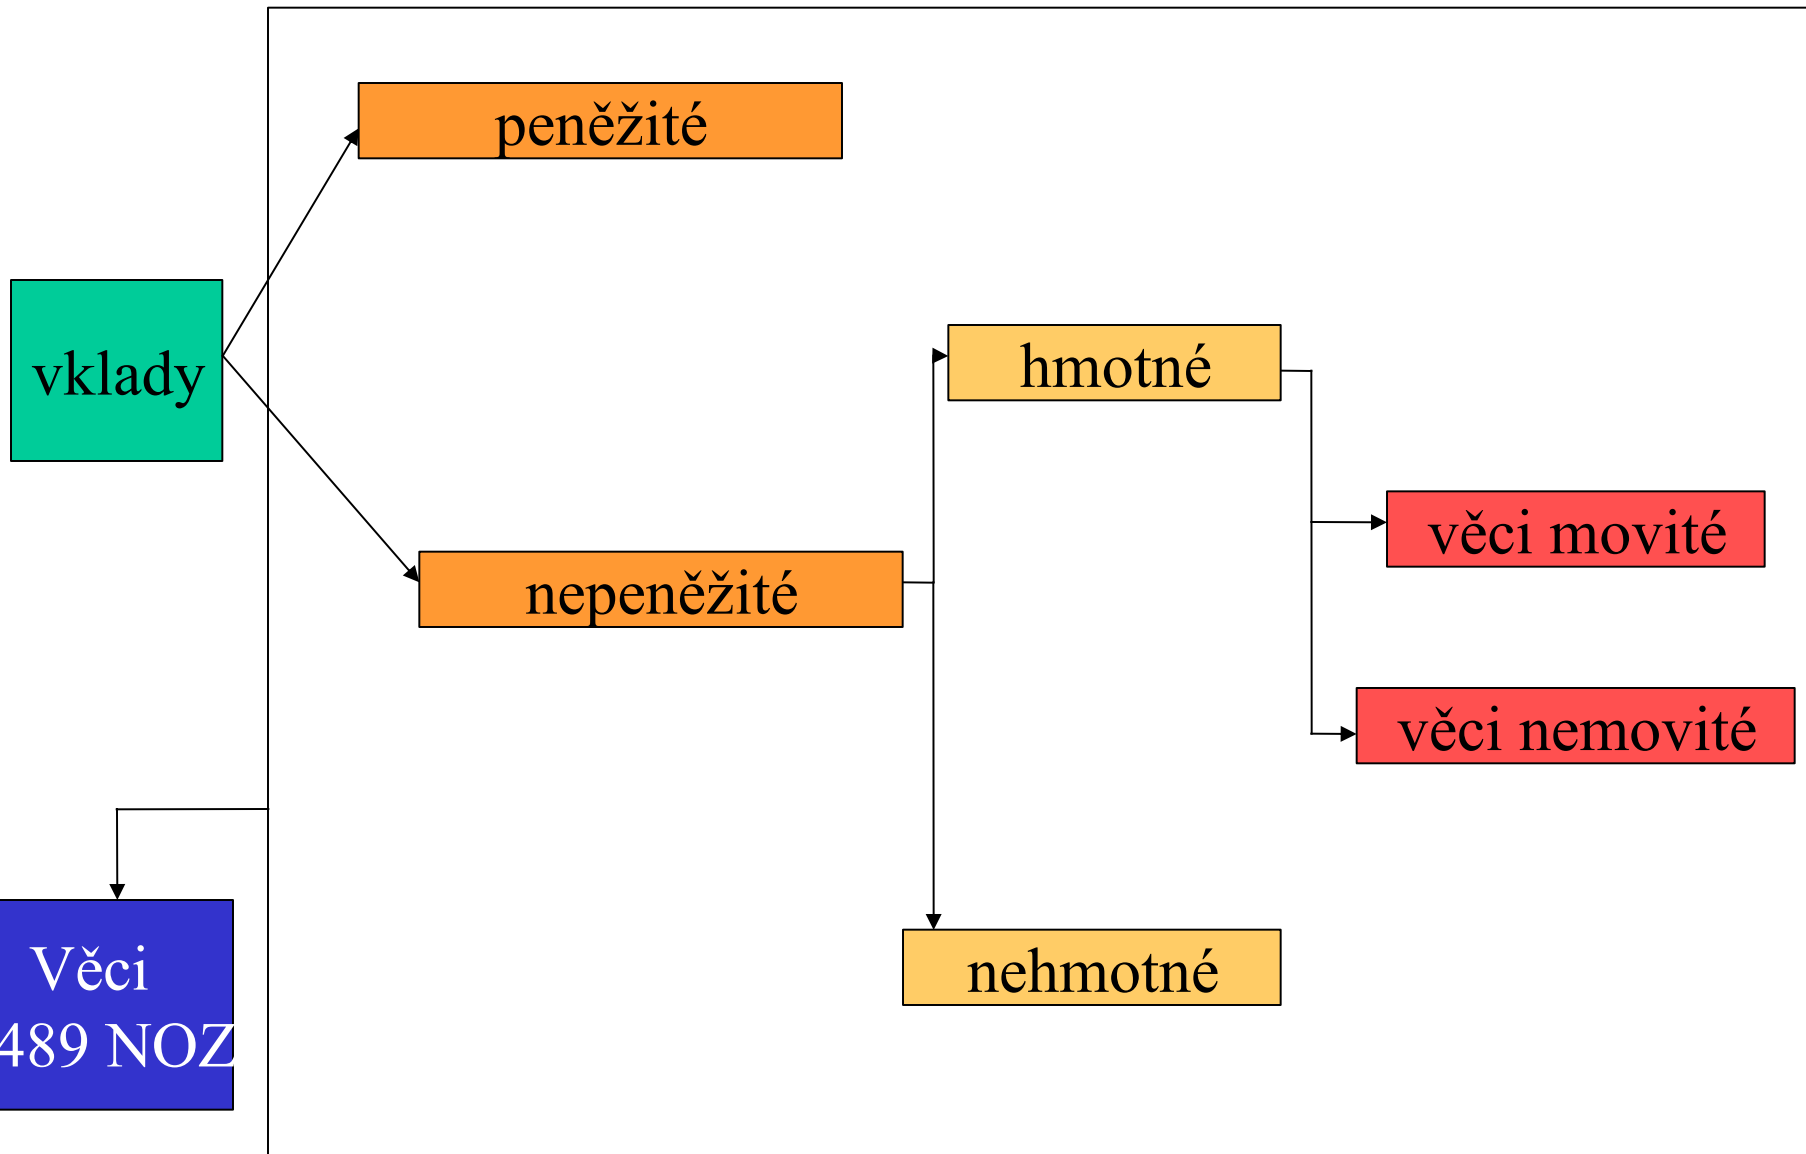 peněžité
vklady
hmotné
věci movité
nepeněžité
věci nemovité
Věci
489 NOZ
nehmotné